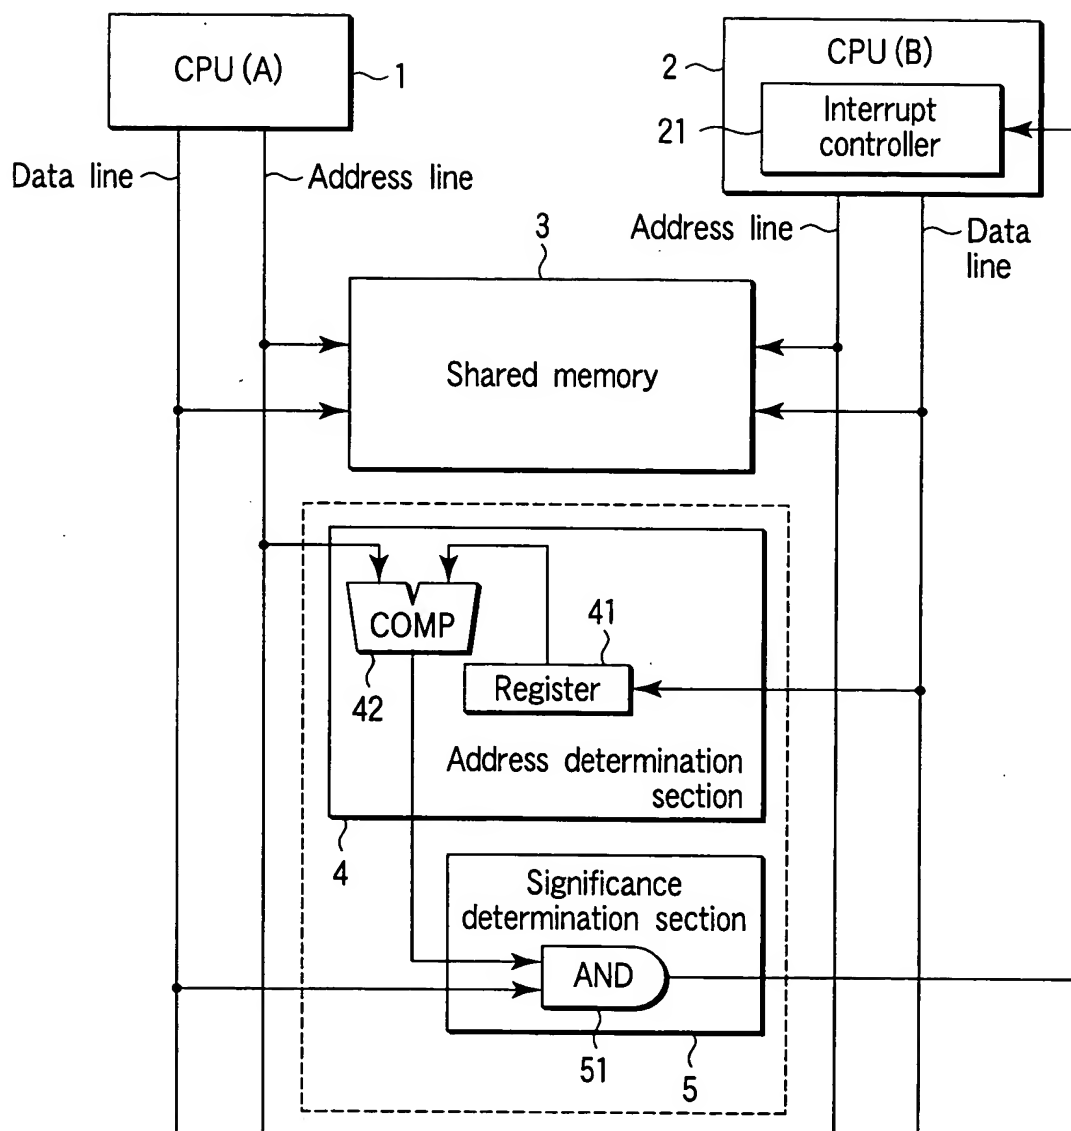 CPU (A)
1
2
CPU (B)
21
Interrupt
controller
Data line
Address line
Address line
Data
line
3
Shared memory
COMP
42
41
Register
Address determination
section
4
Significance
determination section
AND
51
5